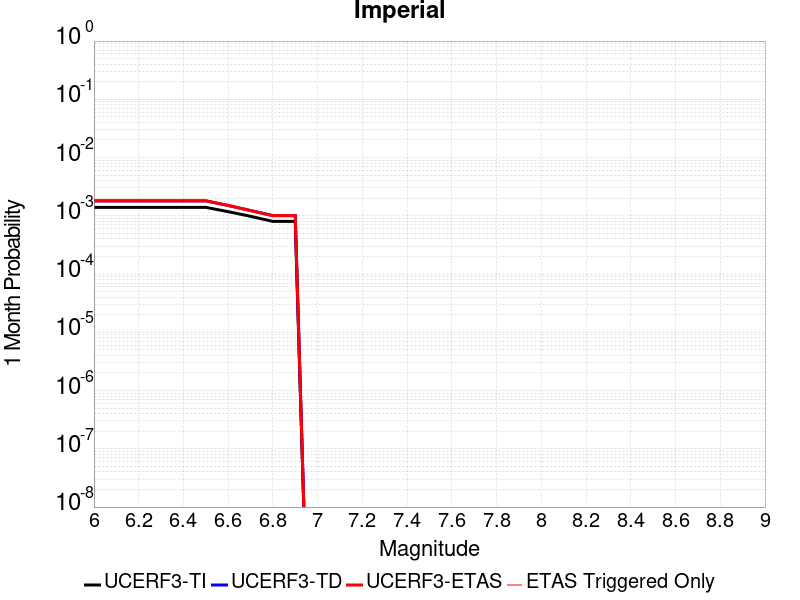 Imperial
10^0
10^-1
10^-2
10^-3
10^-4
10^-5
10^-6
10^-7
10^-8
1 Month Probability
6 6.2 6.4 6.6 6.8 7 7.2 7.4 7.6 7.8 8 8.2 8.4 8.6 8.8 9
Magnitude
UCERF3-TI UCERF3-TD UCERF3-ETAS ETAS Triggered Only